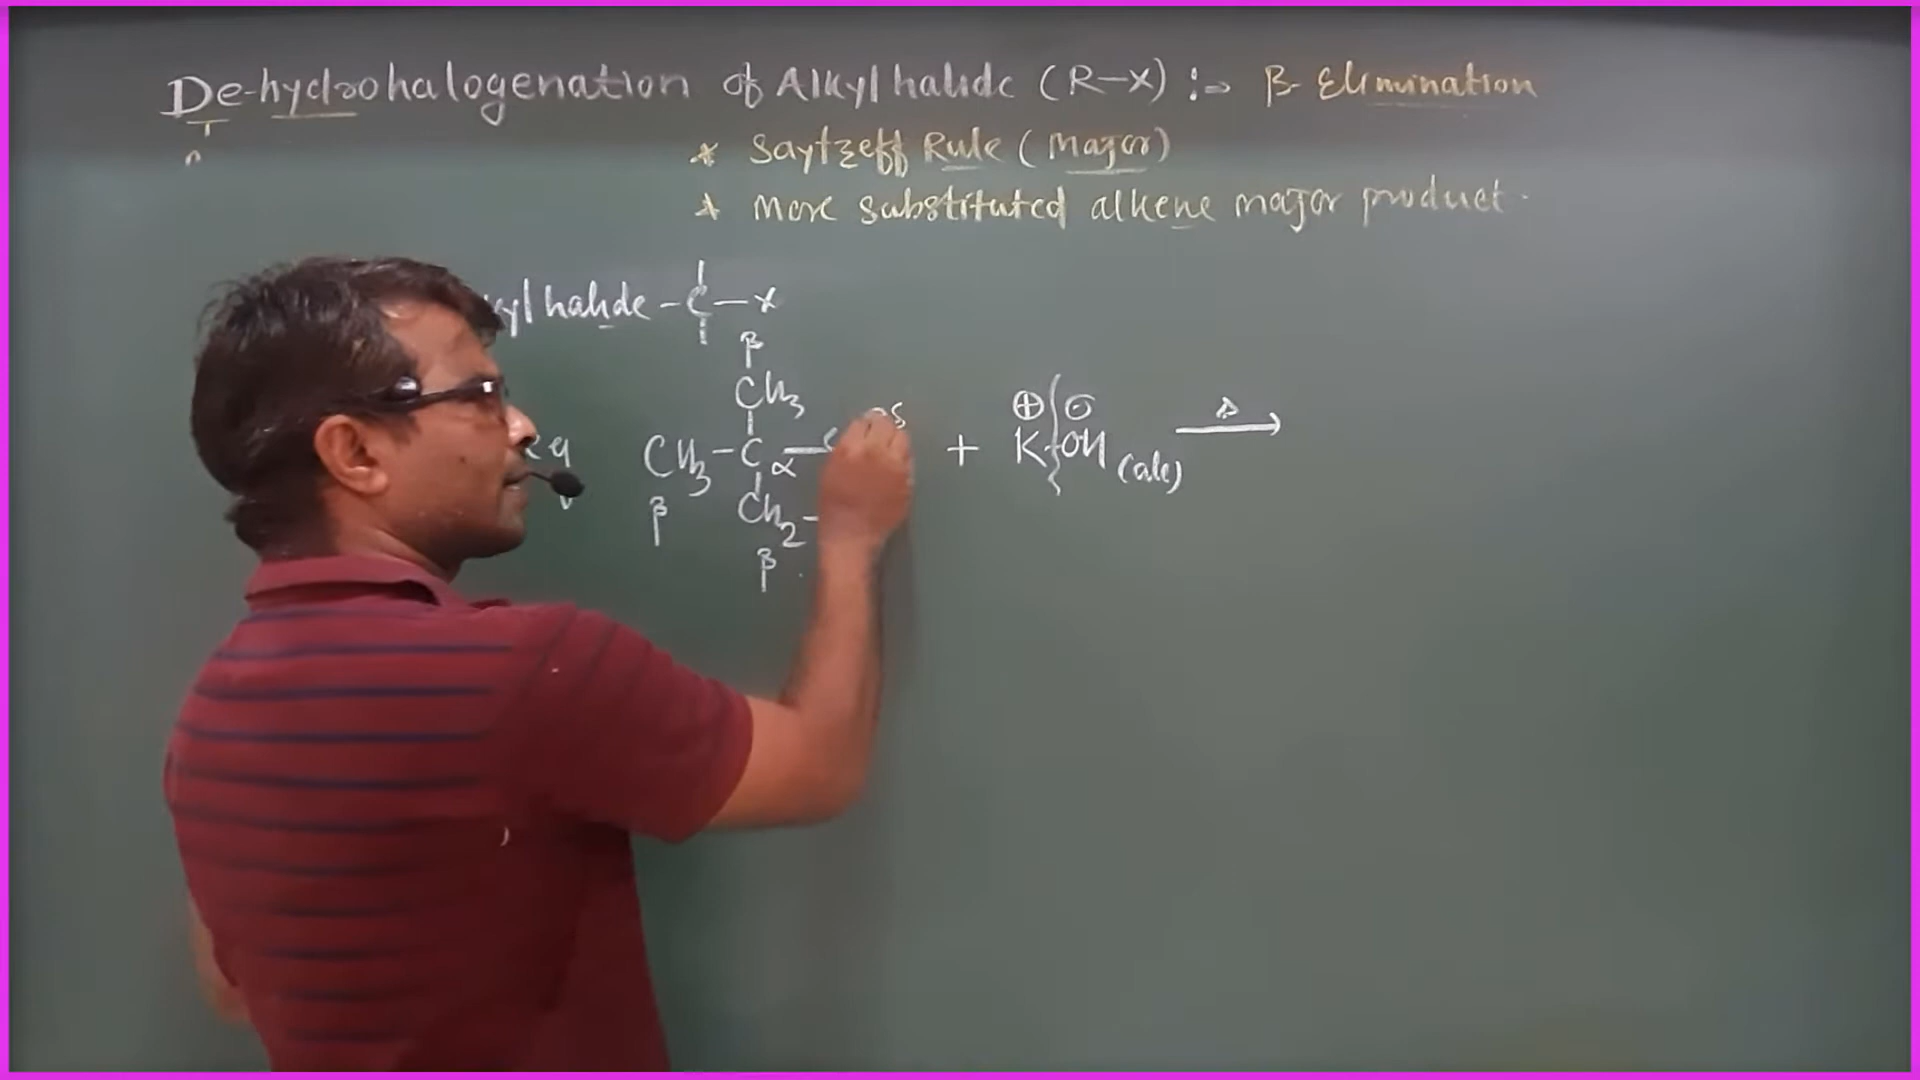 De-hydrohalogenation of Alkyl halide (R-X) :→ β-Elimination
* Saytzeff Rule (Major)
* More substituted alkene major product.
halide -C-X
β
CH3
CH3-C α
β
CH2-
β
+ K OH (alc) Δ →
⊕ ⊖